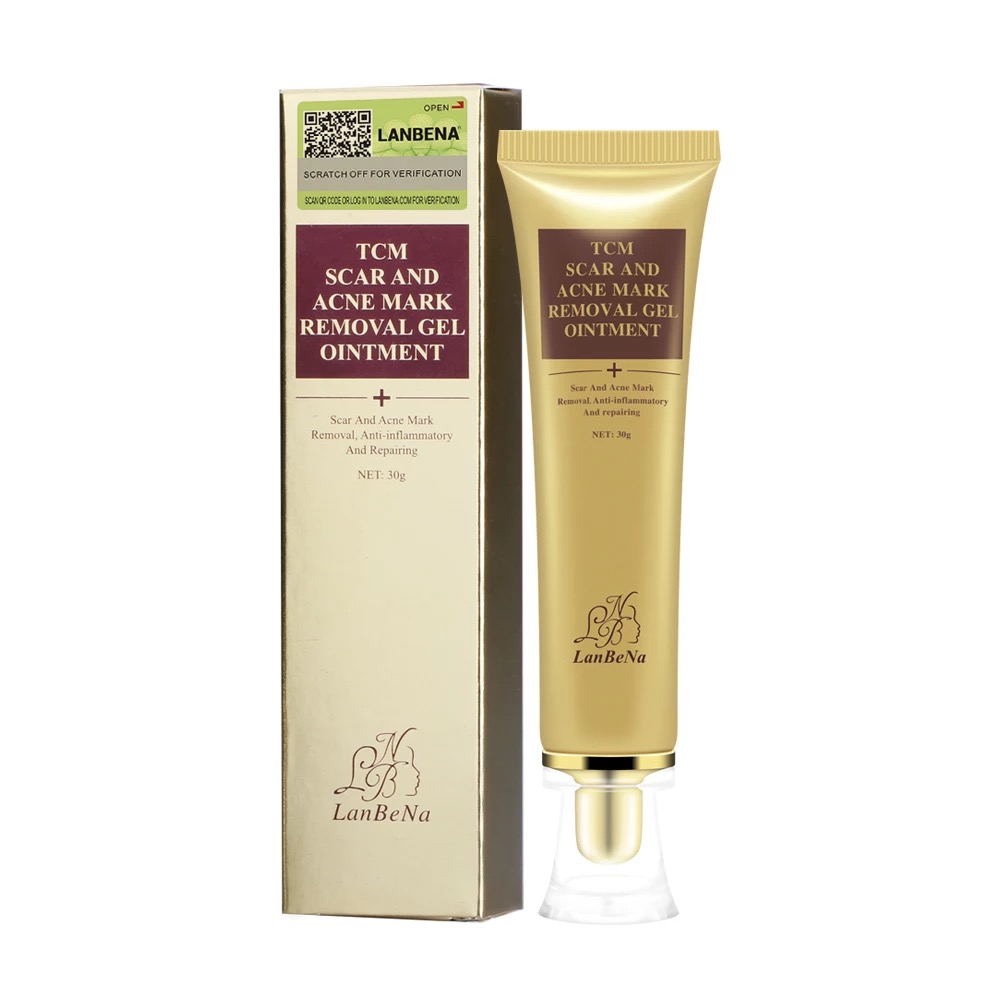 OPEN
LANBENA®
SCRATCH OFF FOR VERIFICATION
SCAN QR CODE OR LOG IN TO LANBENA.COM FOR VERIFICATION
TCM
SCAR AND
ACNE MARK
REMOVAL GEL
OINTMENT
Scar And Acne Mark
Removal, Anti-inflammatory
And Repairing
NET: 30g
LNB
LanBeNa
TCM
SCAR AND
ACNE MARK
REMOVAL GEL
OINTMENT
Scar And Acne Mark
Removal, Anti-inflammatory
And repairing
NET: 30g
LNB
LanBeNa